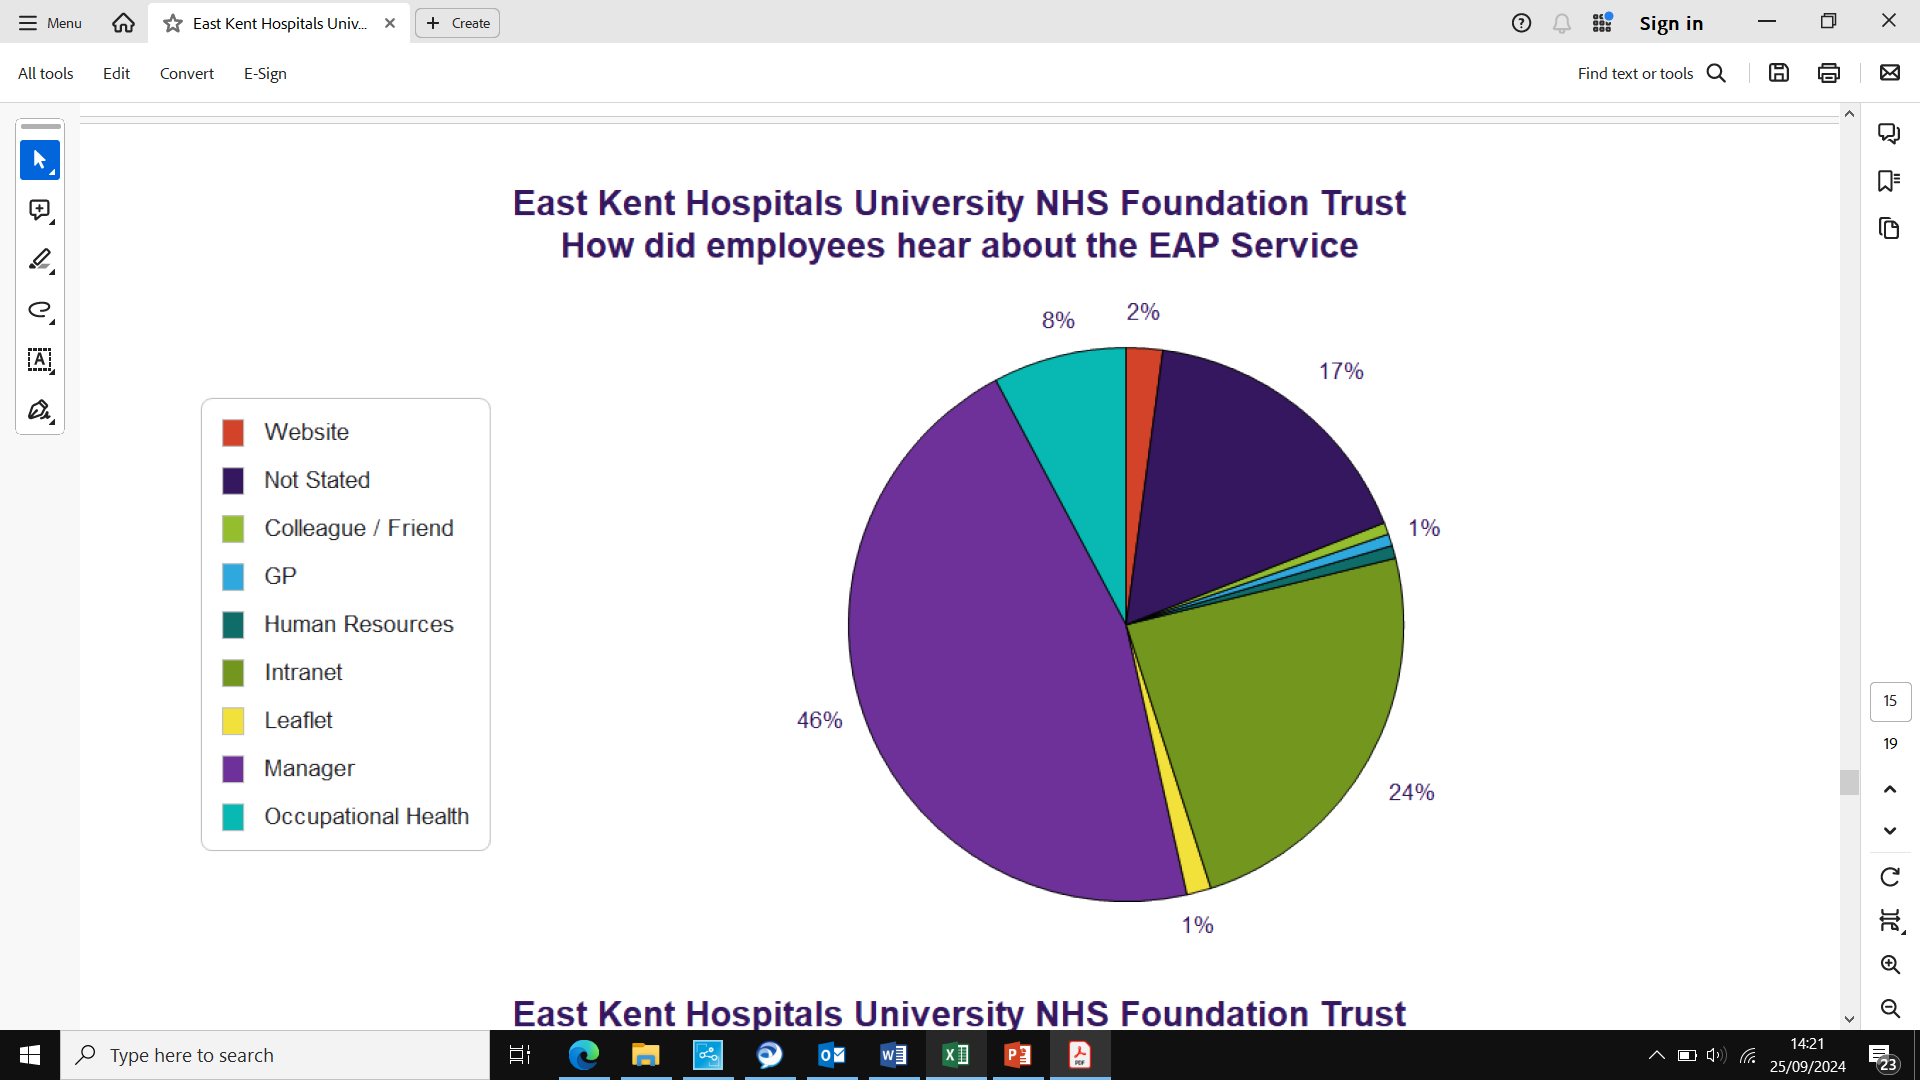 Menu
East Kent Hospitals Univ...
Create
Sign in
All tools
Edit
Convert
E-Sign
Find text or tools
East Kent Hospitals University NHS Foundation Trust
How did employees hear about the EAP Service
8%
2%
17%
1%
24%
1%
46%
Website
Not Stated
Colleague / Friend
GP
Human Resources
Intranet
Leaflet
Manager
Occupational Health
15
19
East Kent Hospitals University NHS Foundation Trust
Type here to search
14:21
25/09/2024
23